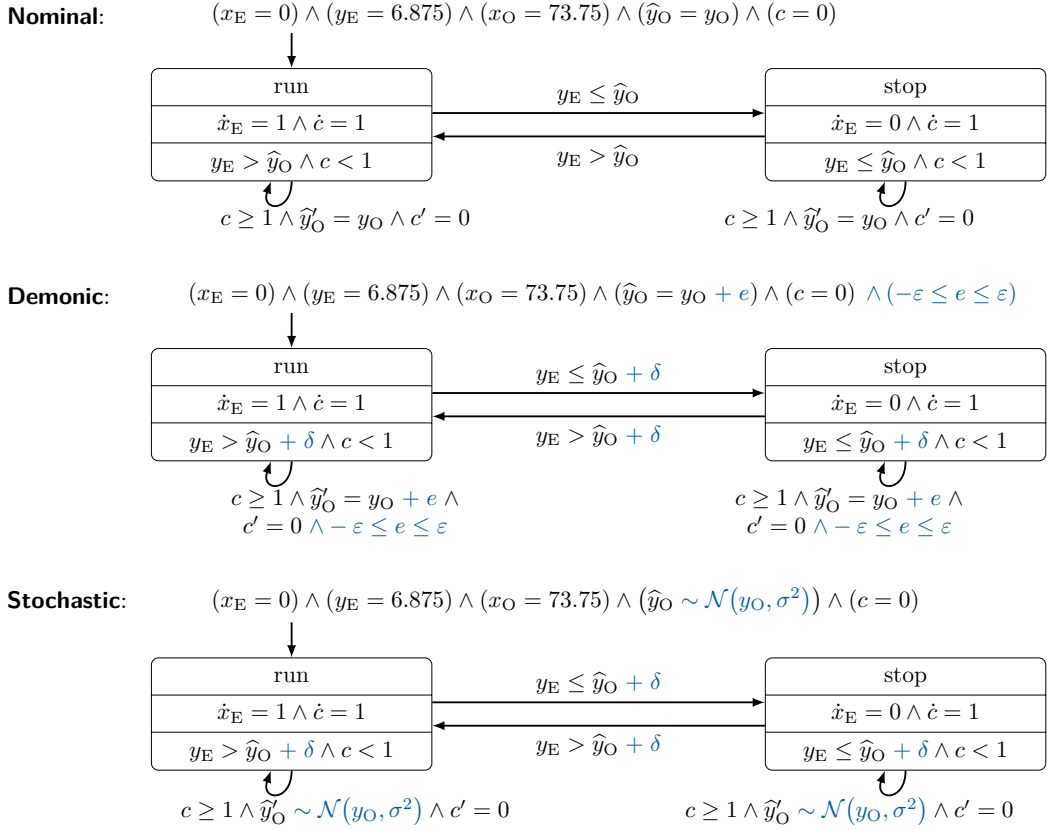 Nominal: (x_E = 0) ∧ (y_E = 6.875) ∧ (x_O = 73.75) ∧ (ŷ_O = y_O) ∧ (c = 0)
run
ẋ_E = 1 ∧ ċ = 1
y_E > ŷ_O ∧ c < 1
y_E ≤ ŷ_O
y_E > ŷ_O
stop
ẋ_E = 0 ∧ ċ = 1
y_E ≤ ŷ_O ∧ c < 1
c ≥ 1 ∧ ŷ′_O = y_O ∧ c′ = 0
c ≥ 1 ∧ ŷ′_O = y_O ∧ c′ = 0
Demonic: (x_E = 0) ∧ (y_E = 6.875) ∧ (x_O = 73.75) ∧ (ŷ_O = y_O + e) ∧ (c = 0) ∧ (−ε ≤ e ≤ ε)
run
ẋ_E = 1 ∧ ċ = 1
y_E > ŷ_O + δ ∧ c < 1
y_E ≤ ŷ_O + δ
y_E > ŷ_O + δ
stop
ẋ_E = 0 ∧ ċ = 1
y_E ≤ ŷ_O + δ ∧ c < 1
c ≥ 1 ∧ ŷ′_O = y_O + e ∧
c′ = 0 ∧ − ε ≤ e ≤ ε
c ≥ 1 ∧ ŷ′_O = y_O + e ∧
c′ = 0 ∧ − ε ≤ e ≤ ε
Stochastic: (x_E = 0) ∧ (y_E = 6.875) ∧ (x_O = 73.75) ∧ (ŷ_O ∼ 𝒩(y_O, σ²)) ∧ (c = 0)
run
ẋ_E = 1 ∧ ċ = 1
y_E > ŷ_O + δ ∧ c < 1
y_E ≤ ŷ_O + δ
y_E > ŷ_O + δ
stop
ẋ_E = 0 ∧ ċ = 1
y_E ≤ ŷ_O + δ ∧ c < 1
c ≥ 1 ∧ ŷ′_O ∼ 𝒩(y_O, σ²) ∧ c′ = 0
c ≥ 1 ∧ ŷ′_O ∼ 𝒩(y_O, σ²) ∧ c′ = 0